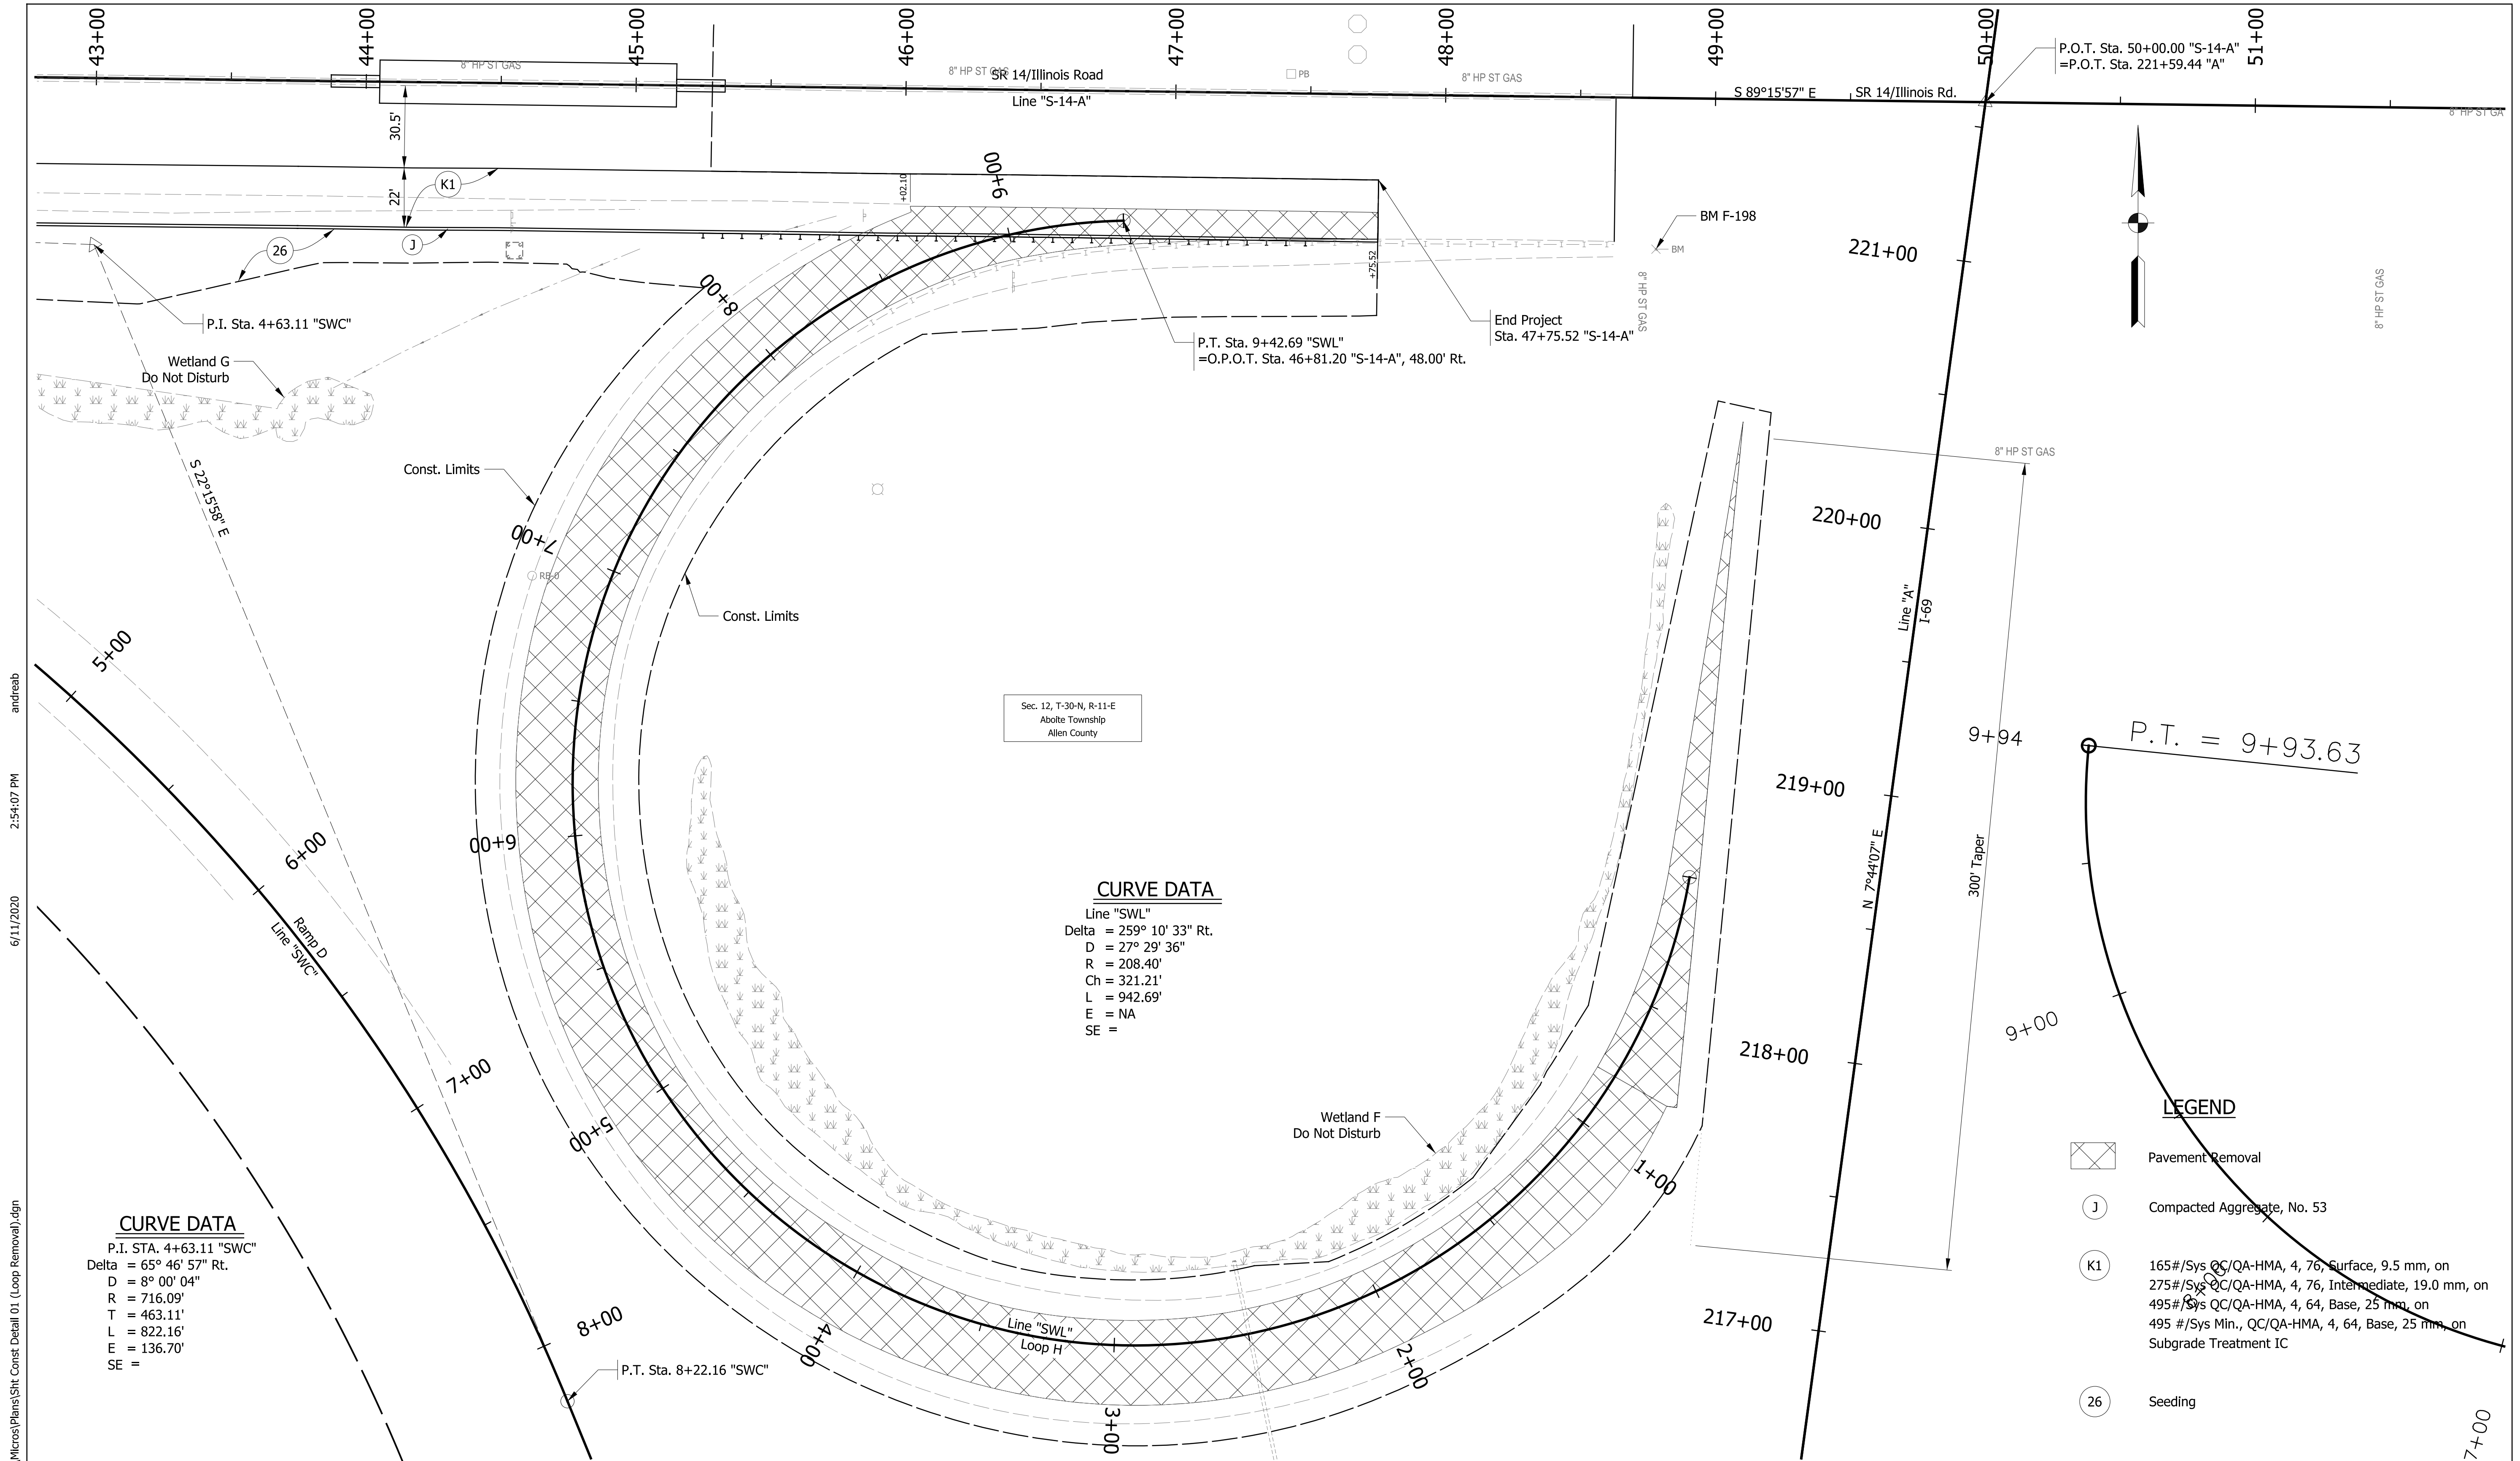 43+00
44+00
45+00
46+00
47+00
48+00
49+00
50+00
51+00
P.O.T. Sta. 50+00.00 "S-14-A"
=P.O.T. Sta. 221+59.44 "A"
8" HP ST GAS
8" HP ST GAS
SR 14/Illinois Road
PB
8" HP ST GAS
Line "S-14-A"
S 89°15'57" E
SR 14/Illinois Rd.
8" HP ST GA
30.5'
22'
K1
+02.10
9+00
J
26
+75.52
BM F-198
BM
221+00
8" HP ST GAS
8" HP ST GAS
8+00
P.I. Sta. 4+63.11 "SWC"
End Project
Sta. 47+75.52 "S-14-A"
P.T. Sta. 9+42.69 "SWL"
=O.P.O.T. Sta. 46+81.20 "S-14-A", 48.00' Rt.
Wetland G
Do Not Disturb
S 22°15'58" E
Const. Limits
8" HP ST GAS
220+00
7+00
RB-0
Const. Limits
Line "A"
I-69
5+00
Sec. 12, T-30-N, R-11-E
Aboite Township
Allen County
9+94
P.T. = 9+93.63
219+00
6+00
6+00
N 7°44'07" E
300' Taper
CURVE DATA
Line "SWL"
Delta = 259° 10' 33" Rt.
D = 27° 29' 36"
R = 208.40'
Ch = 321.21'
L = 942.69'
E = NA
SE =
Ramp D
Line "SWC"
9+00
218+00
7+00
5+00
Wetland F
Do Not Disturb
1+00
LEGEND
Pavement Removal
J
Compacted Aggregate, No. 53
K1
165#/Sys QC/QA-HMA, 4, 76, Surface, 9.5 mm, on
275#/Sys QC/QA-HMA, 4, 76, Intermediate, 19.0 mm, on
495#/Sys QC/QA-HMA, 4, 64, Base, 25 mm, on
495 #/Sys Min., QC/QA-HMA, 4, 64, Base, 25 mm, on
Subgrade Treatment IC
26
Seeding
8+00
7+00
CURVE DATA
P.I. STA. 4+63.11 "SWC"
Delta = 65° 46' 57" Rt.
D = 8° 00' 04"
R = 716.09'
T = 463.11'
L = 822.16'
E = 136.70'
SE =
8+00
P.T. Sta. 8+22.16 "SWC"
4+00
Line "SWL"
Loop H
3+00
2+00
217+00
\Micros\Plans\Sht Const Detail 01 (Loop Removal).dgn
6/11/2020
2:54:07 PM
andreab